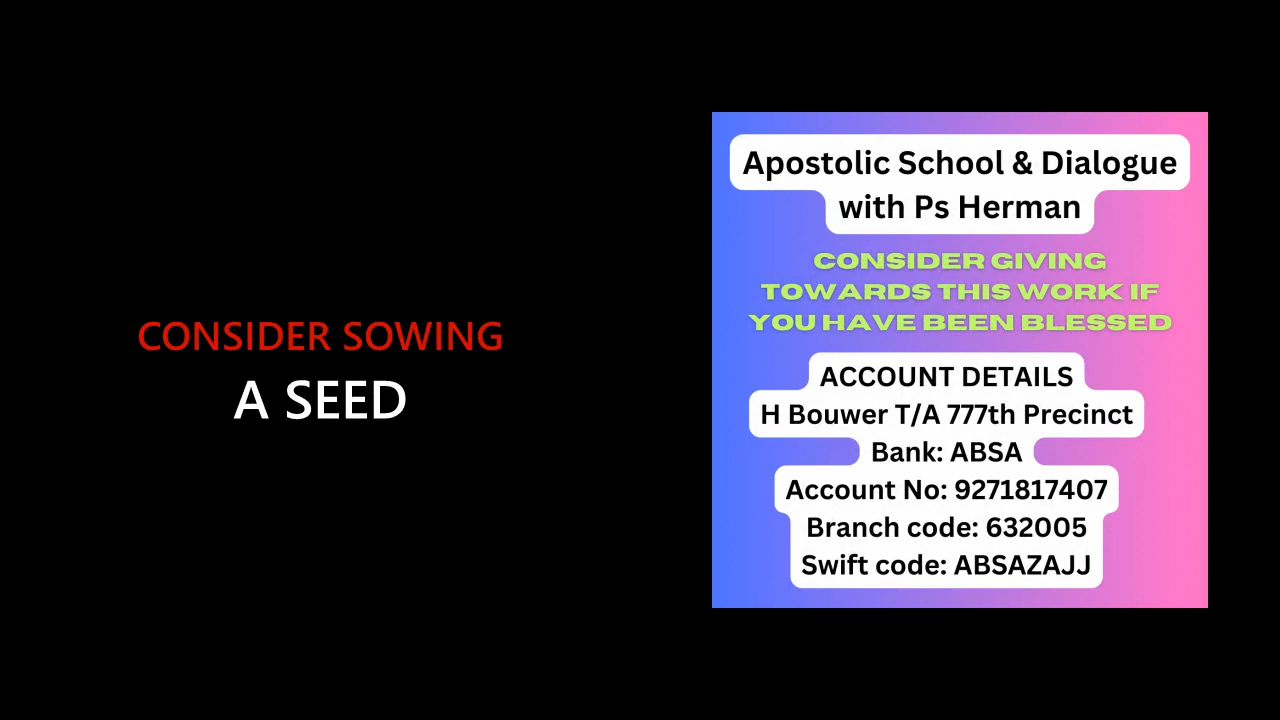 CONSIDER SOWING
A SEED
Apostolic School & Dialogue
with Ps Herman
CONSIDER GIVING
TOWARDS THIS WORK IF
YOU HAVE BEEN BLESSED
ACCOUNT DETAILS
H Bouwer T/A 777th Precinct
Bank: ABSA
Account No: 9271817407
Branch code: 632005
Swift code: ABSAZAJJ